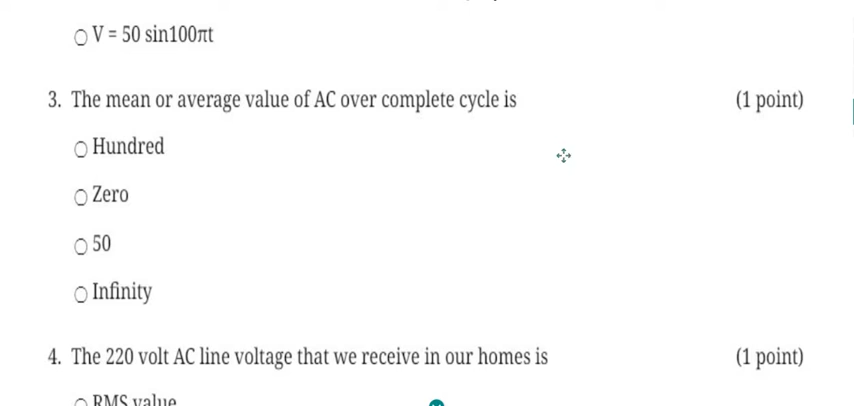 V = 50 sin100πt
3. The mean or average value of AC over complete cycle is (1 point)
Hundred
Zero
50
Infinity
4. The 220 volt AC line voltage that we receive in our homes is (1 point)
RMS value